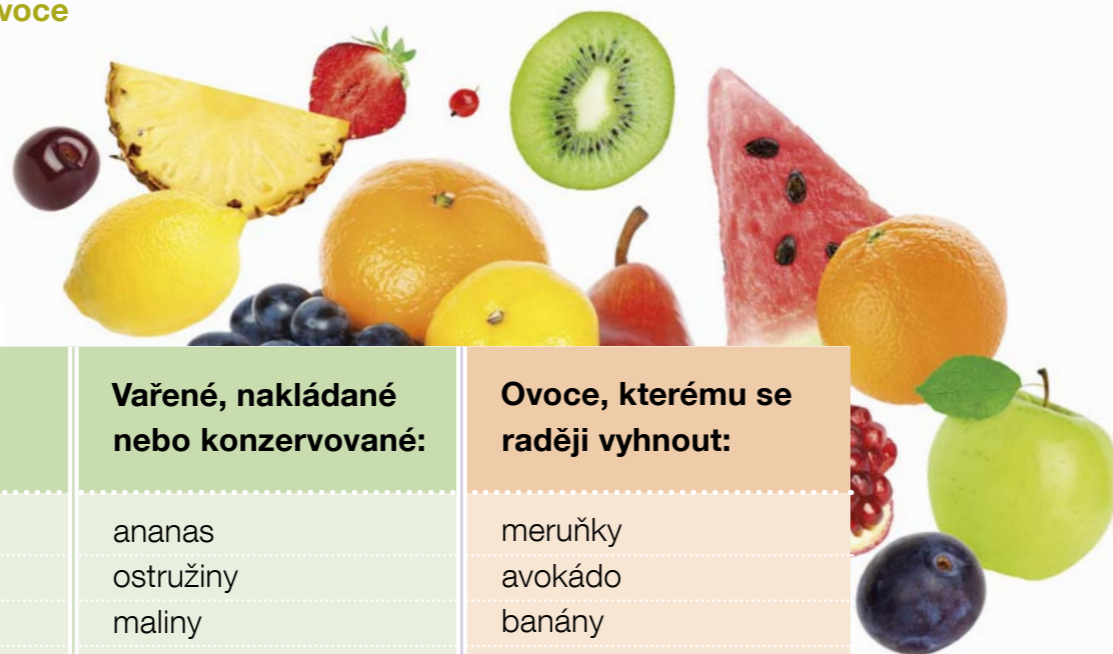 voce
Vařené, nakládané
nebo konzervované:
ananas
ostružiny
maliny
Ovoce, kterému se
raději vyhnout:
meruňky
avokádo
banány